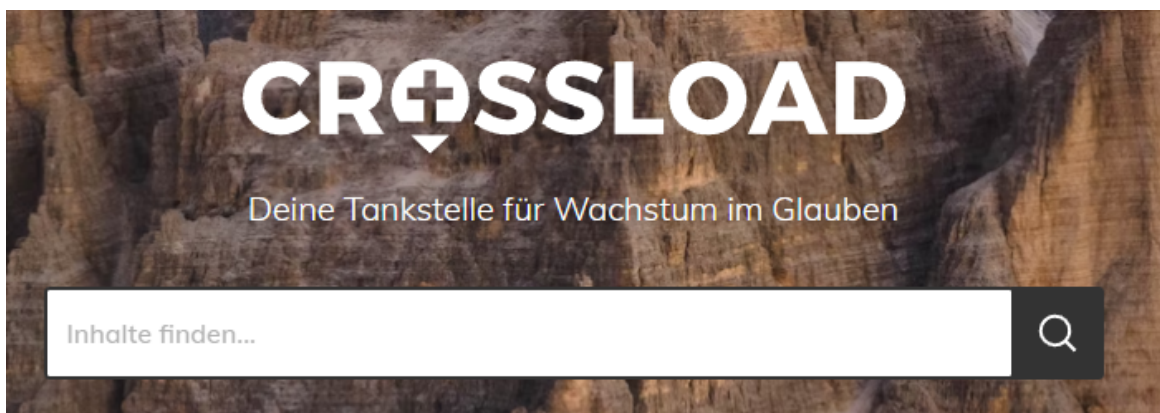 CROSSLOAD
Deine Tankstelle für Wachstum im Glauben
Inhalte finden...